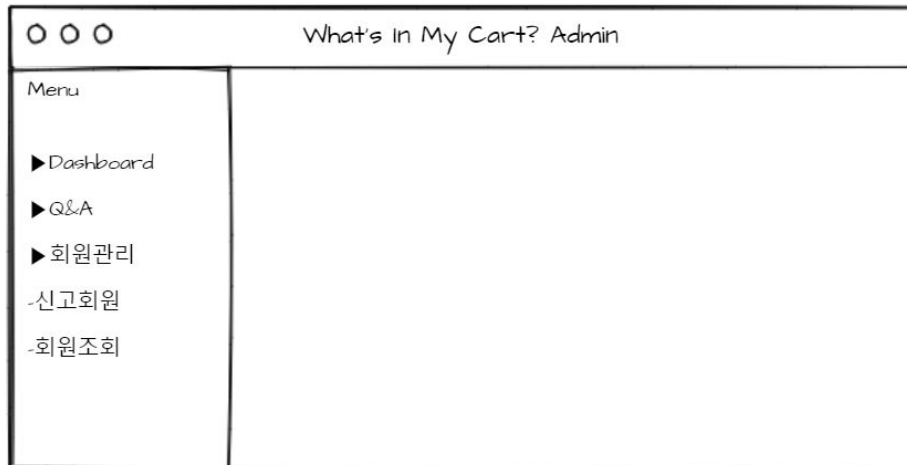 What's In My Cart? Admin
Menu
▶Dashboard
▶Q&A
▶회원관리
-신고회원
-회원조회